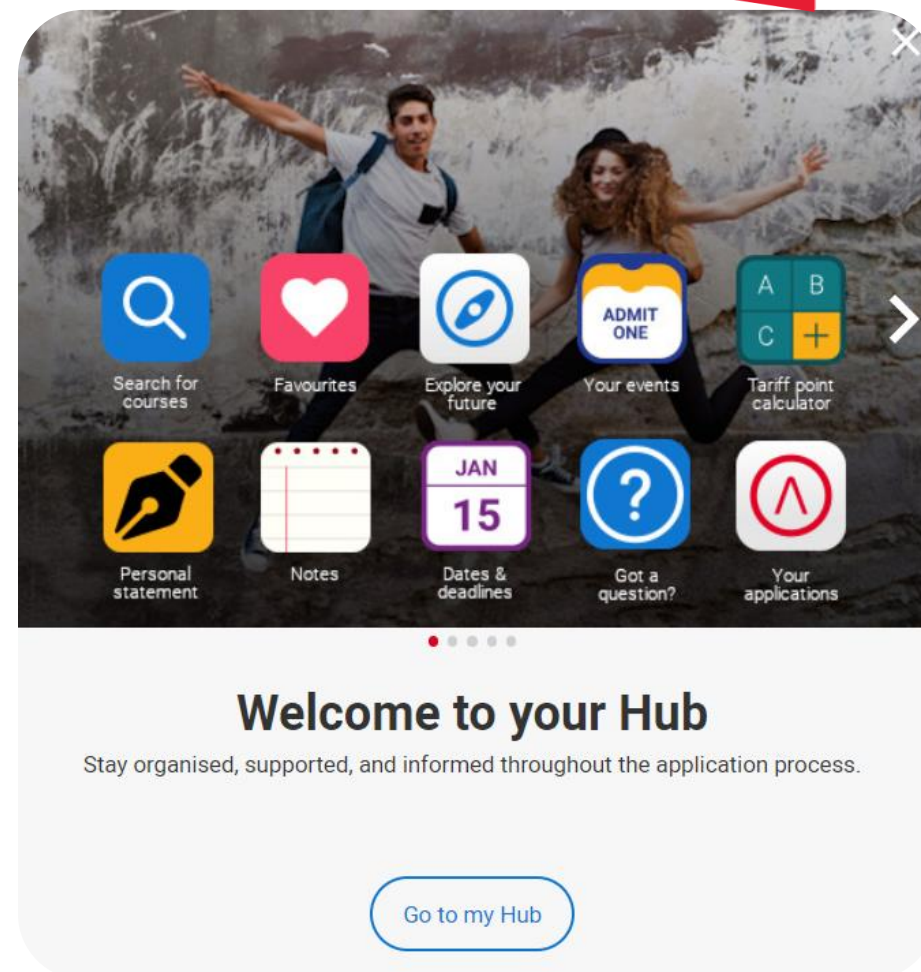 ADMIT
ONE
A B
C +
Search for
courses
Favourites
Explore your
future
Your events
Tariff point
calculator
JAN
15
?
Personal
statement
Notes
Dates &
deadlines
Got a
question?
Your
applications
Welcome to your Hub
Stay organised, supported, and informed throughout the application process.
Go to my Hub